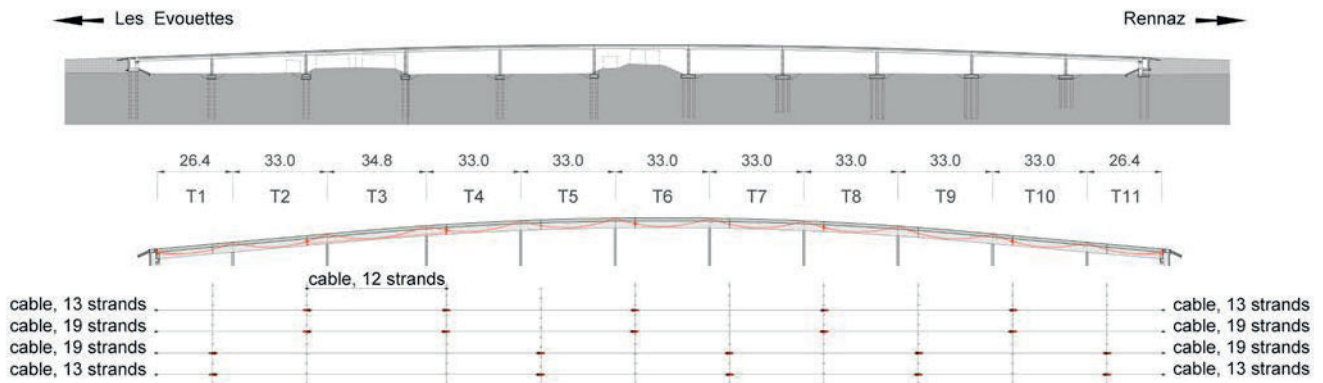 Les Evouettes
Rennaz
26.4 33.0 34.8 33.0 33.0 33.0 33.0 33.0 33.0 33.0 26.4
T1 T2 T3 T4 T5 T6 T7 T8 T9 T10 T11
cable, 12 strands
cable, 13 strands cable, 13 strands
cable, 19 strands cable, 19 strands
cable, 19 strands cable, 19 strands
cable, 13 strands cable, 13 strands